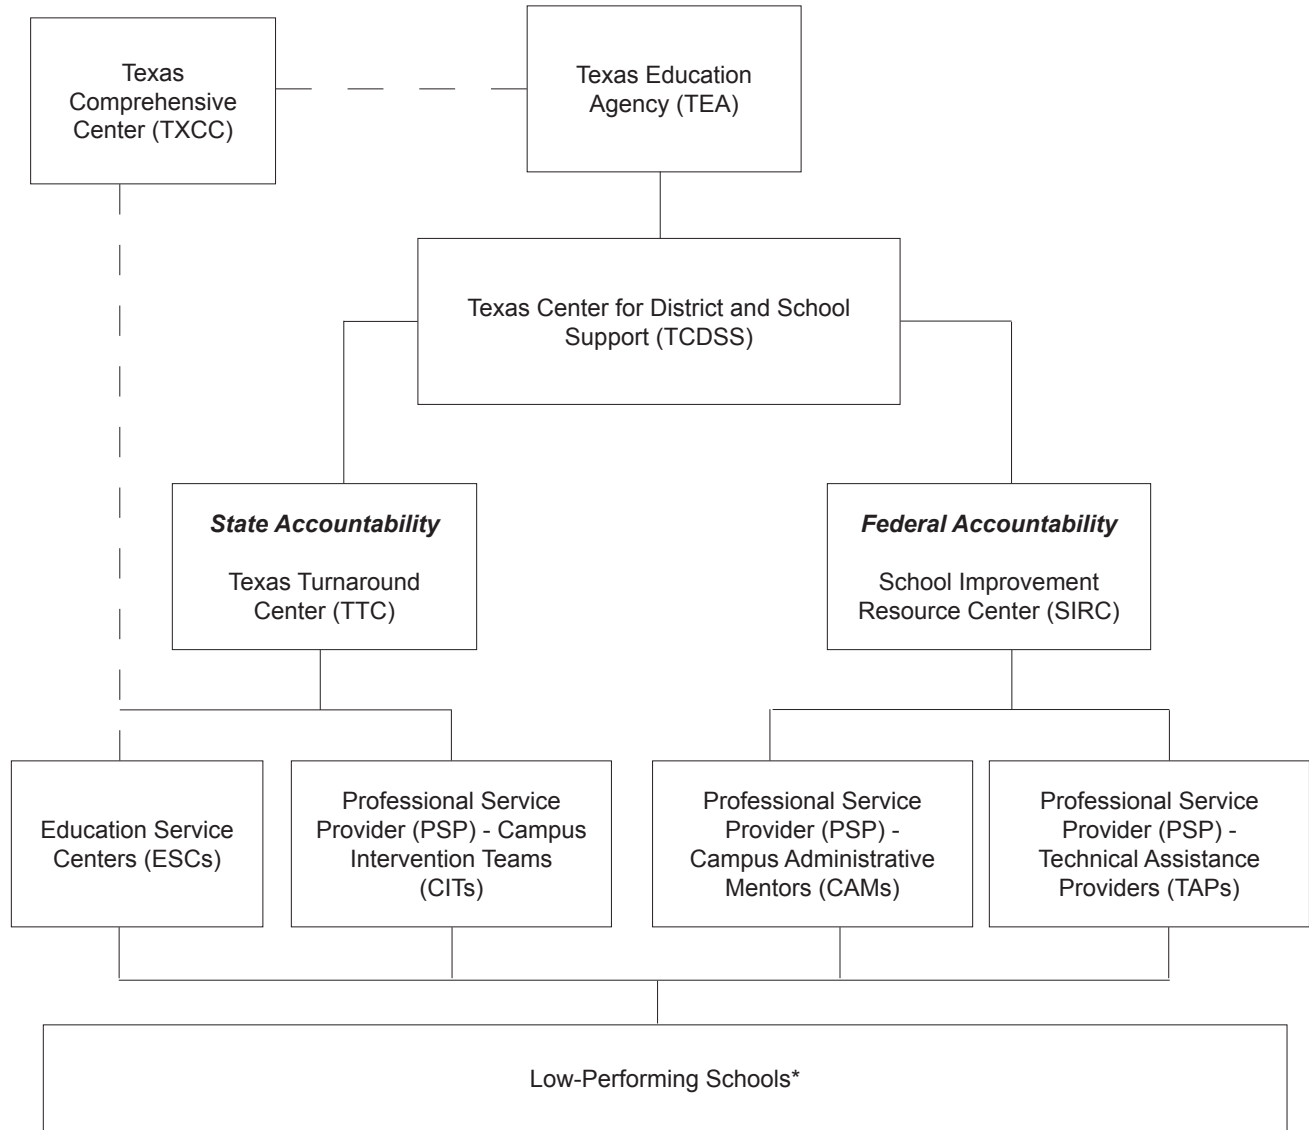 Texas
Comprehensive
Center (TXCC)
Texas Education
Agency (TEA)
Texas Center for District and School
Support (TCDSS)
State Accountability
Texas Turnaround
Center (TTC)
Federal Accountability
School Improvement
Resource Center (SIRC)
Education Service
Centers (ESCs)
Professional Service
Provider (PSP) - Campus
Intervention Teams
(CITs)
Professional Service
Provider (PSP) -
Campus Administrative
Mentors (CAMs)
Professional Service
Provider (PSP) -
Technical Assistance
Providers (TAPs)
Low-Performing Schools*